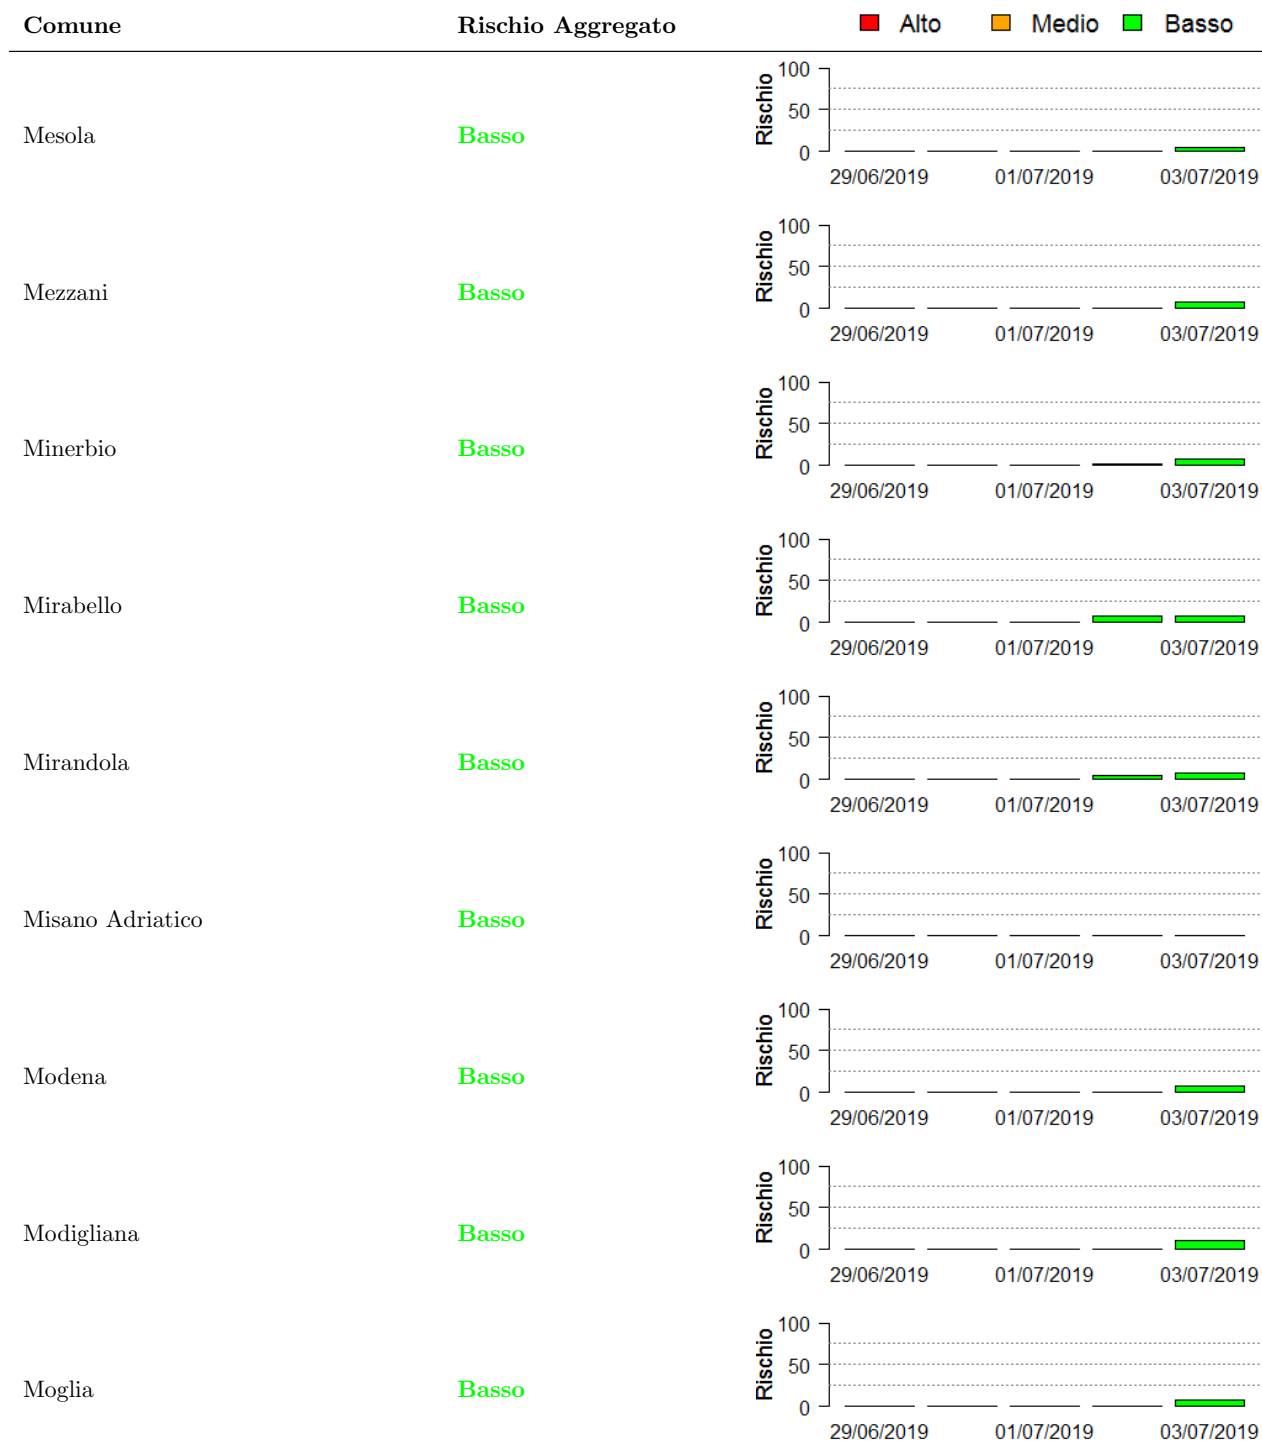 Comune Rischio Aggregato Alto Medio Basso
100
50
0
Rischio
Mesola Basso
29/06/2019 01/07/2019 03/07/2019
100
50
0
Rischio
Mezzani Basso
29/06/2019 01/07/2019 03/07/2019
100
50
0
Rischio
Minerbio Basso
29/06/2019 01/07/2019 03/07/2019
100
50
0
Rischio
Mirabello Basso
29/06/2019 01/07/2019 03/07/2019
100
50
0
Rischio
Mirandola Basso
29/06/2019 01/07/2019 03/07/2019
100
50
0
Rischio
Misano Adriatico Basso
29/06/2019 01/07/2019 03/07/2019
100
50
0
Rischio
Modena Basso
29/06/2019 01/07/2019 03/07/2019
100
50
0
Rischio
Modigliana Basso
29/06/2019 01/07/2019 03/07/2019
100
50
0
Rischio
Moglia Basso
29/06/2019 01/07/2019 03/07/2019